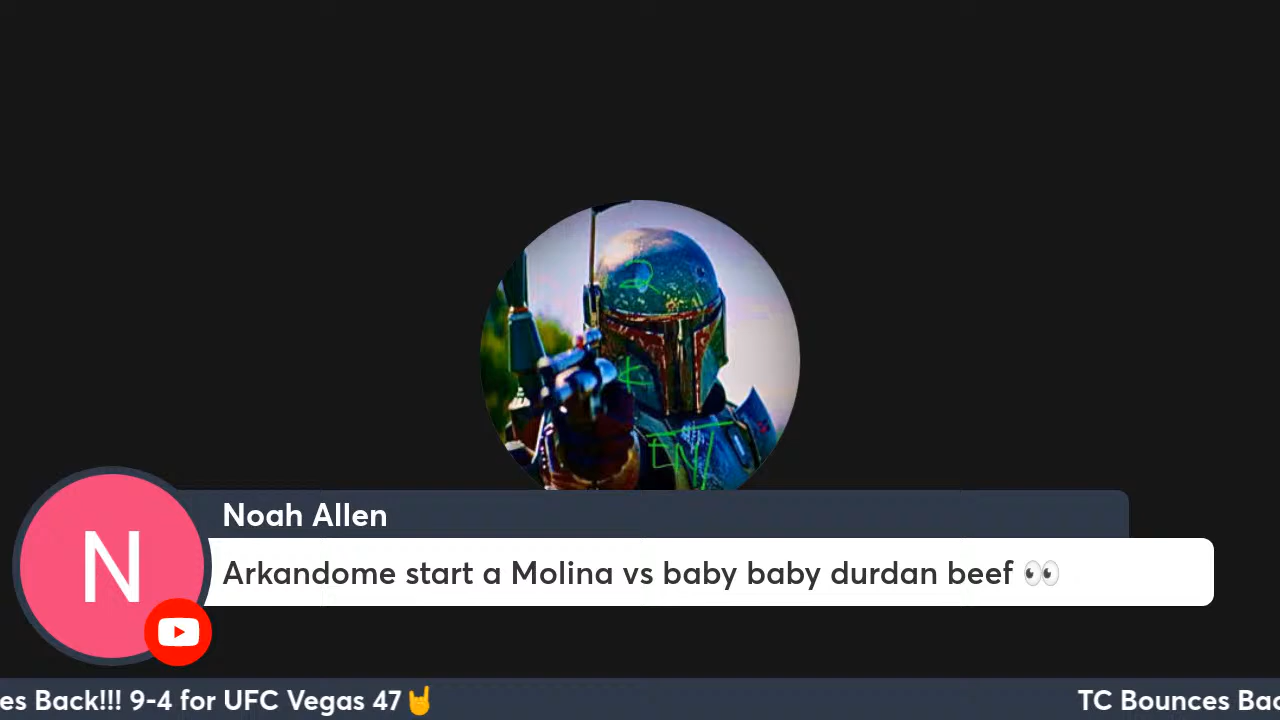 Noah Allen
N
Arkandome start a Molina vs baby baby durdan beef 👀
es Back!!! 9-4 for UFC Vegas 47🤘 TC Bounces Bac